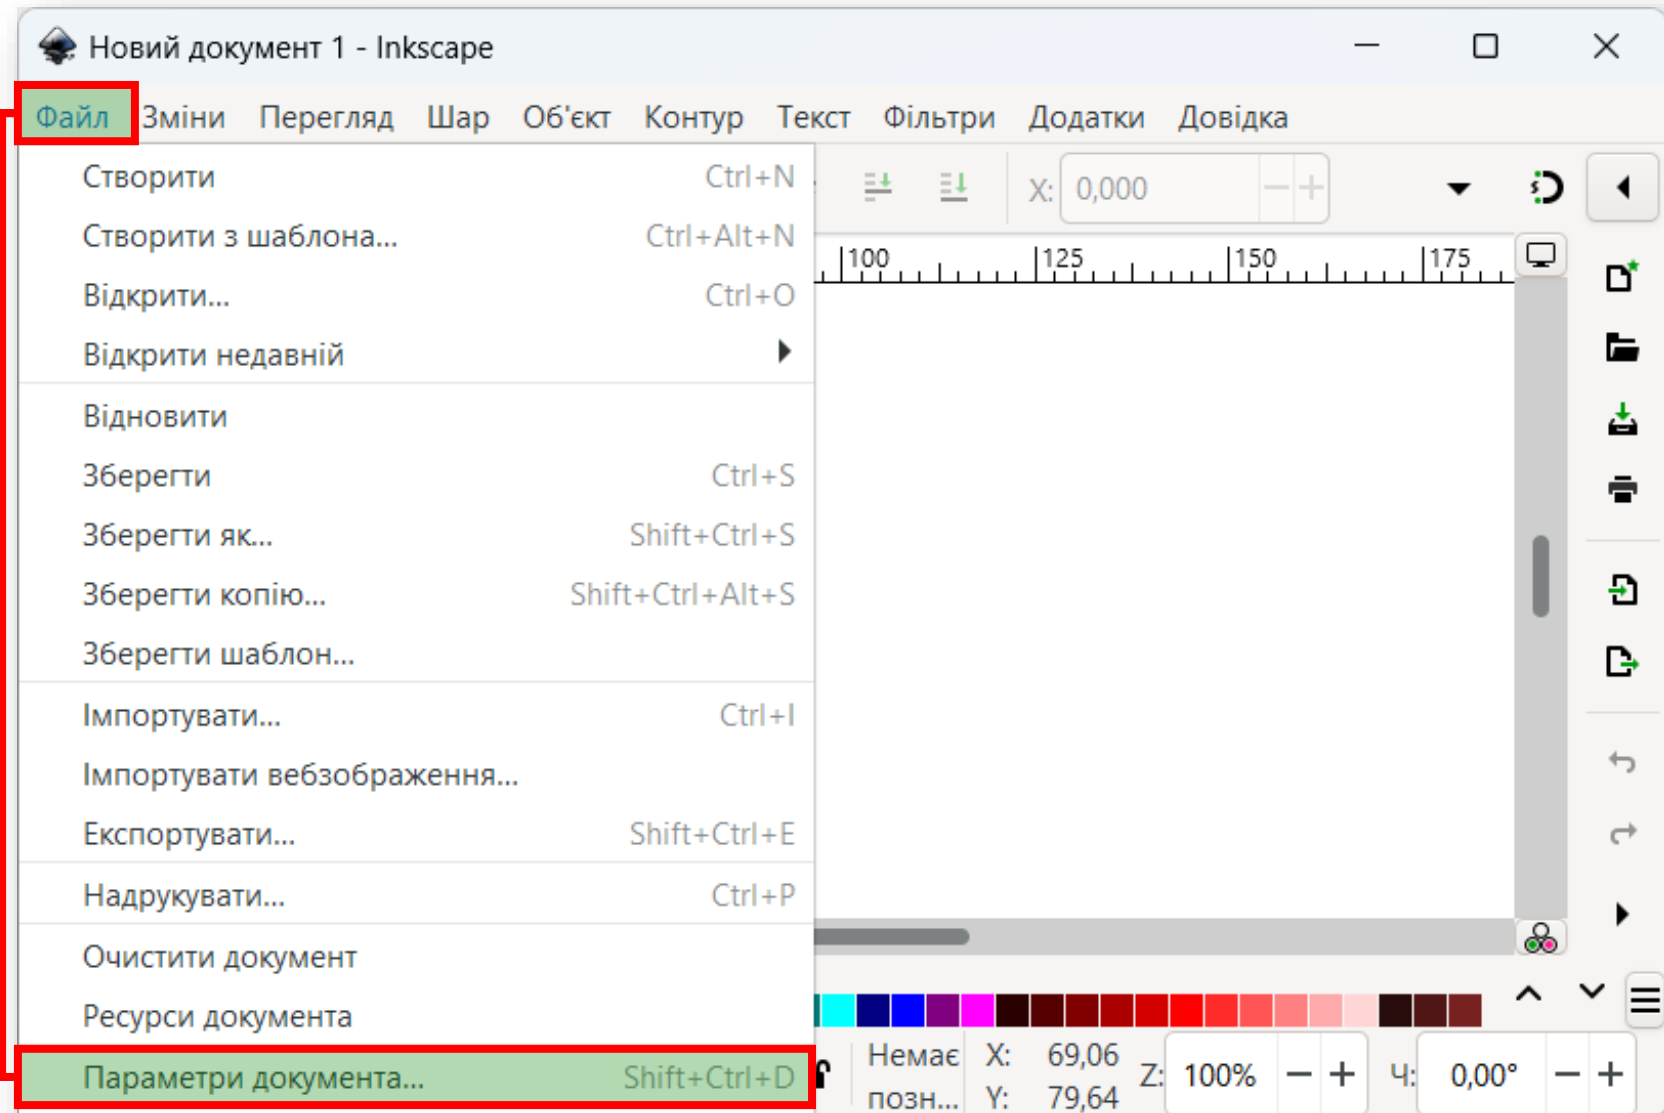 Новий документ 1 - Inkscape
Файл Зміни Перегляд Шар Об'єкт Контур Текст Фільтри Додатки Довідка
Створити Ctrl+N
Створити з шаблона... Ctrl+Alt+N
Відкрити... Ctrl+O
Відкрити недавній
Відновити
Зберегти Ctrl+S
Зберегти як... Shift+Ctrl+S
Зберегти копію... Shift+Ctrl+Alt+S
Зберегти шаблон...
Імпортувати... Ctrl+I
Імпортувати вебзображення...
Експортувати... Shift+Ctrl+E
Надрукувати... Ctrl+P
Очистити документ
Ресурси документа
Параметри документа... Shift+Ctrl+D
X: 0,000
100 125 150 175
Немає
позн...
X: 69,06
Y: 79,64
Z: 100%
Ч: 0,00°